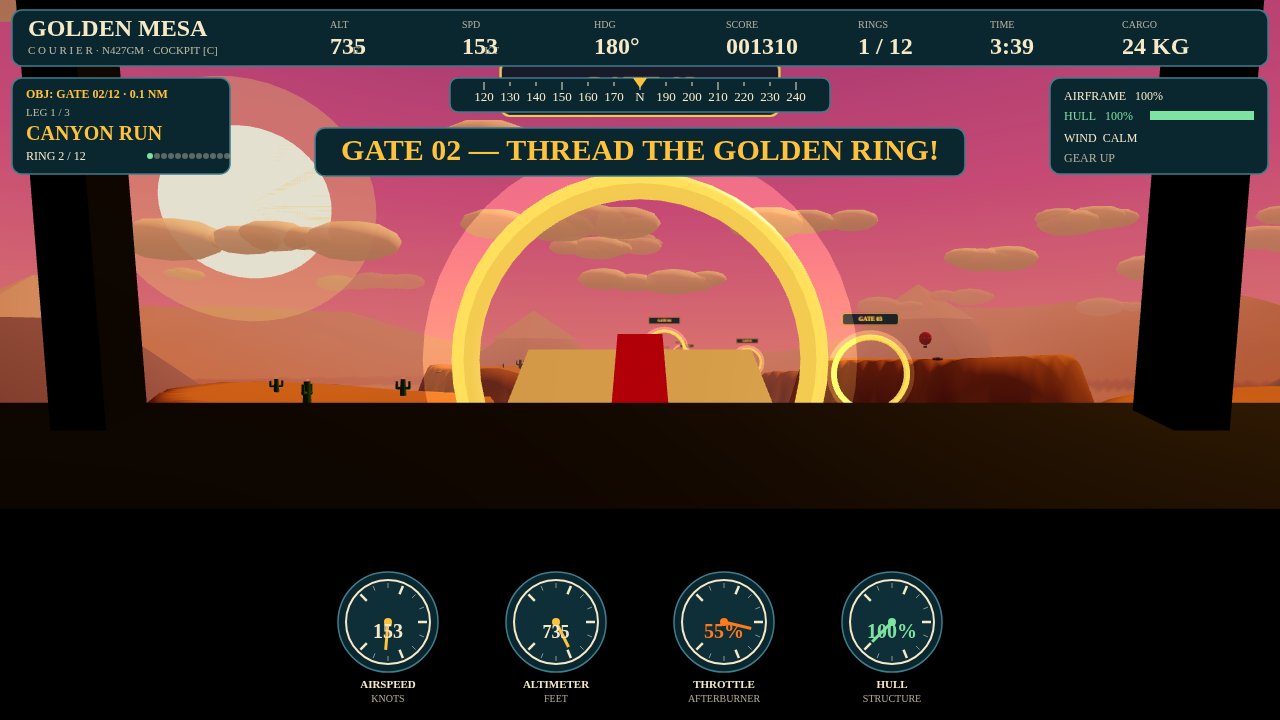 GOLDEN MESA
COURIER · N427GM · COCKPIT [C]
ALT
735
SPD
153
HDG
180°
SCORE
001310
RINGS
1 / 12
TIME
3:39
CARGO
24 KG
OBJ: GATE 02/12 · 0.1 NM
LEG 1 / 3
CANYON RUN
RING 2 / 12
120 130 140 150 160 170 N 190 200 210 220 230 240
AIRFRAME 100%
HULL 100%
WIND CALM
GEAR UP
GATE 02 — THREAD THE GOLDEN RING!
GATE 03
153
AIRSPEED
KNOTS
735
ALTIMETER
FEET
55%
THROTTLE
AFTERBURNER
100%
HULL
STRUCTURE